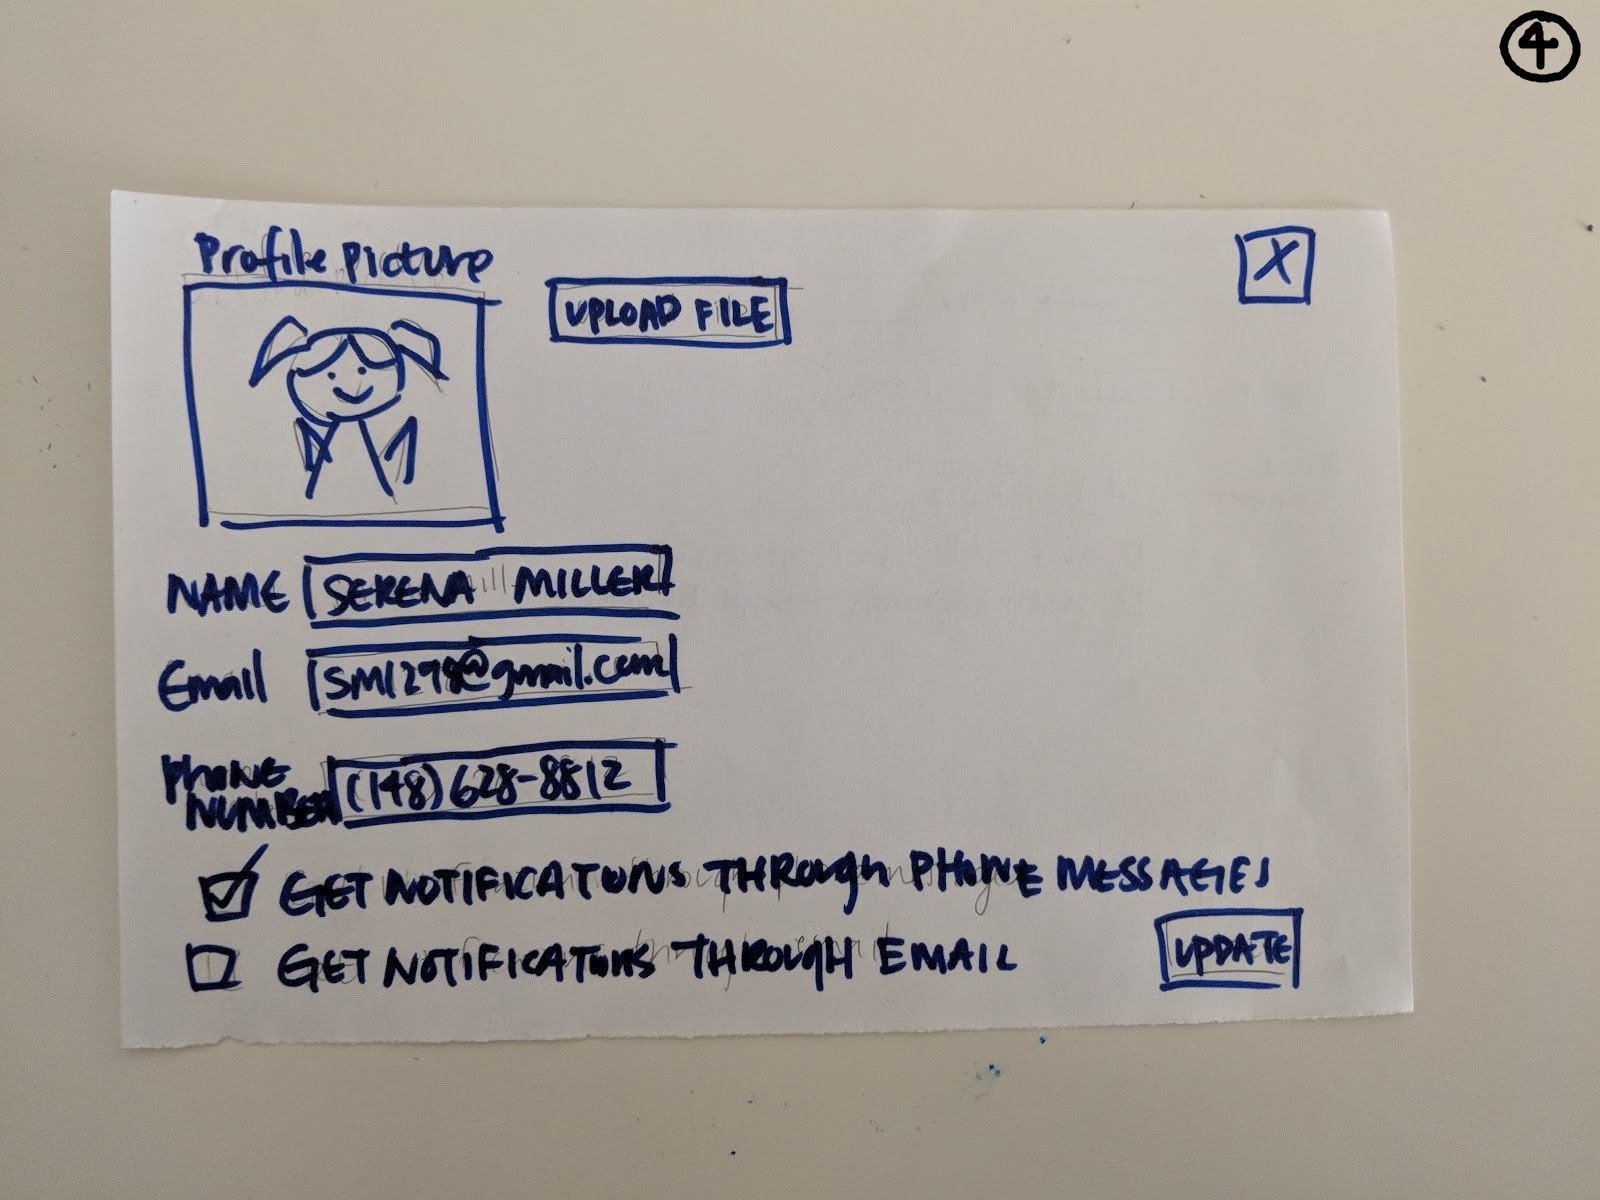 4
Profile picture
X
UPLOAD FILE
NAME SERENA MILLER
Email SM1298@gmail.com
PHONE
NUMBER (148) 628-8812
GET NOTIFICATIONS THROUGH PHONE MESSAGES
GET NOTIFICATIONS THROUGH EMAIL
UPDATE